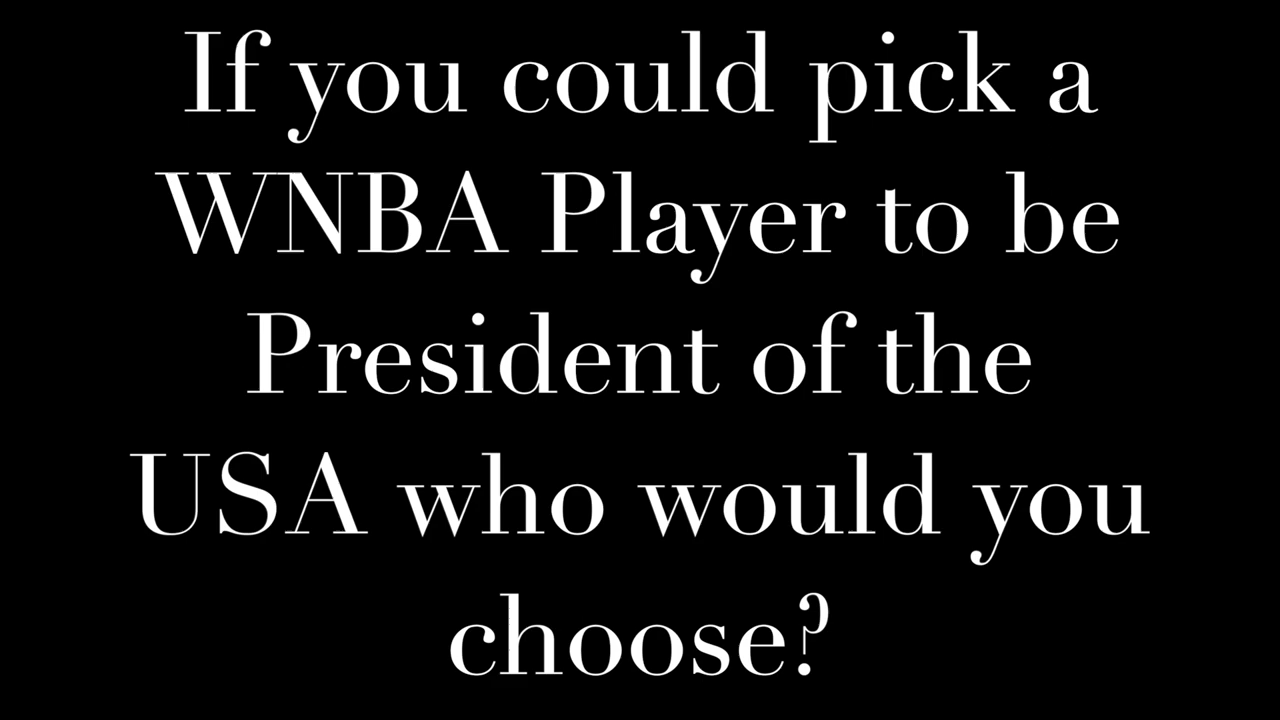 If you could pick a
WNBA Player to be
President of the
USA who would you
choose?